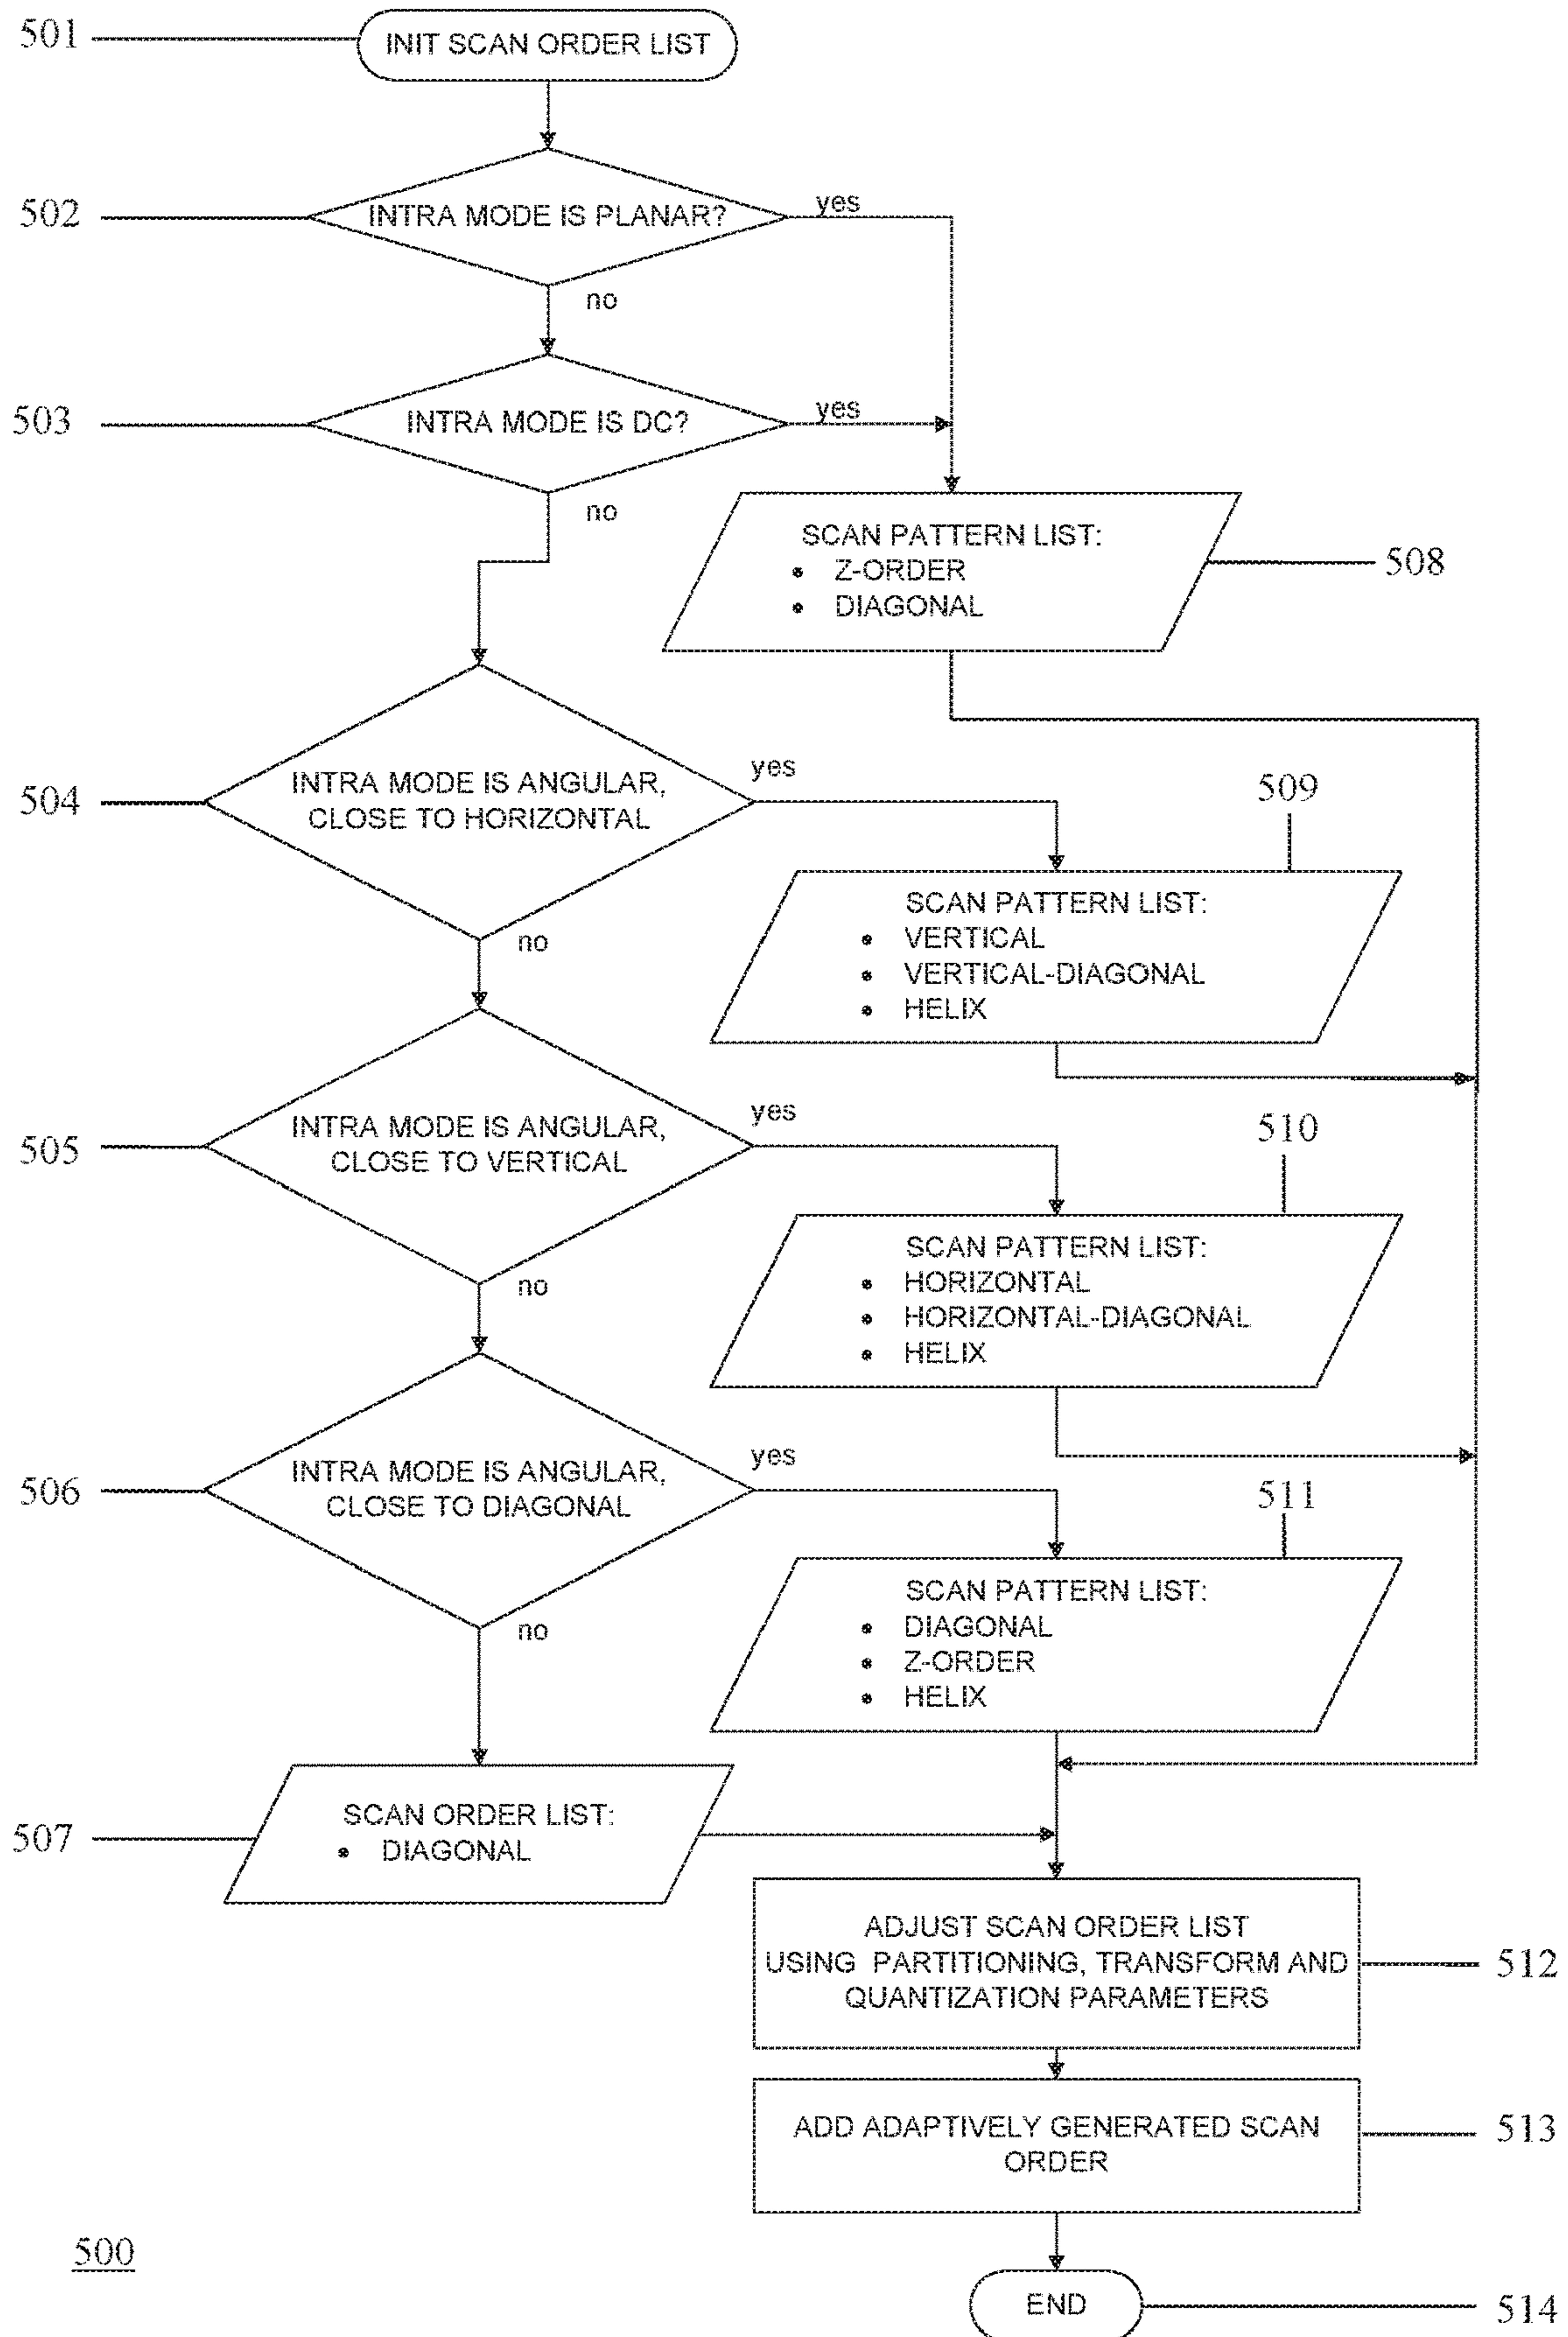 501
INIT SCAN ORDER LIST
502
INTRA MODE IS PLANAR?
yes
no
503
INTRA MODE IS DC?
yes
no
SCAN PATTERN LIST:
• Z-ORDER
• DIAGONAL
508
504
INTRA MODE IS ANGULAR,
CLOSE TO HORIZONTAL
yes
no
509
SCAN PATTERN LIST:
• VERTICAL
• VERTICAL-DIAGONAL
• HELIX
505
INTRA MODE IS ANGULAR,
CLOSE TO VERTICAL
yes
no
510
SCAN PATTERN LIST:
• HORIZONTAL
• HORIZONTAL-DIAGONAL
• HELIX
506
INTRA MODE IS ANGULAR,
CLOSE TO DIAGONAL
yes
no
511
SCAN PATTERN LIST:
• DIAGONAL
• Z-ORDER
• HELIX
507
SCAN ORDER LIST:
• DIAGONAL
ADJUST SCAN ORDER LIST
USING PARTITIONING, TRANSFORM AND
QUANTIZATION PARAMETERS
512
ADD ADAPTIVELY GENERATED SCAN
ORDER
513
500
END
514